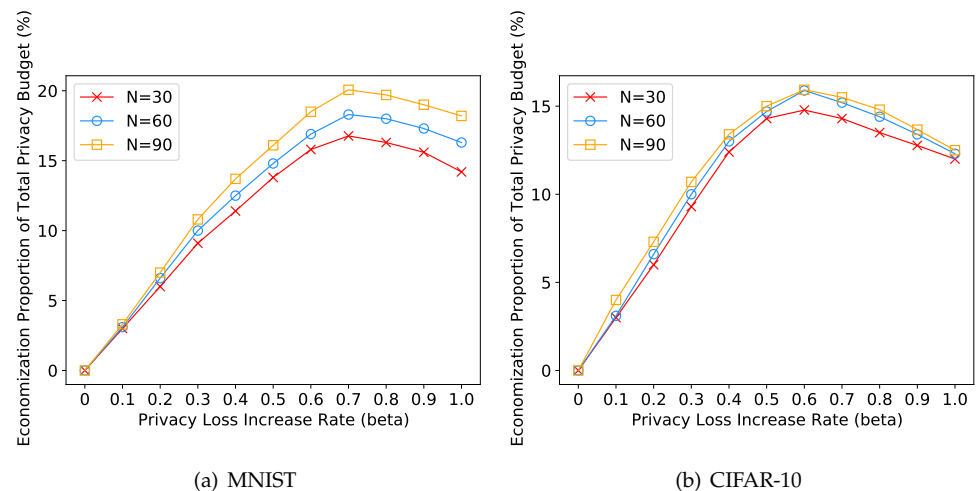 Economization Proportion of Total Privacy Budget (%)
N=30
N=60
N=90
20
15
10
5
0
0 0.1 0.2 0.3 0.4 0.5 0.6 0.7 0.8 0.9 1.0
Privacy Loss Increase Rate (beta)
(a) MNIST
Economization Proportion of Total Privacy Budget (%)
N=30
N=60
N=90
15
10
5
0
0 0.1 0.2 0.3 0.4 0.5 0.6 0.7 0.8 0.9 1.0
Privacy Loss Increase Rate (beta)
(b) CIFAR-10